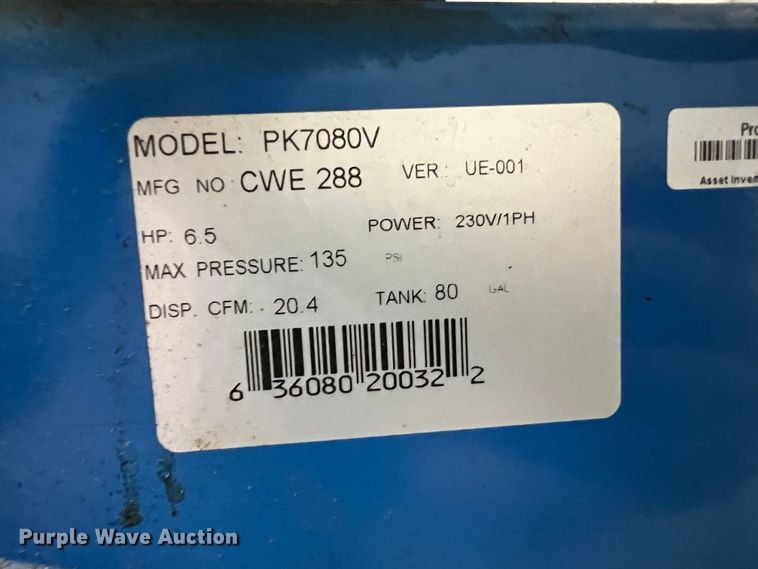 MODEL: PK7080V
MFG NO CWE 288 VER: UE-001
HP: 6.5 POWER: 230V/1PH
MAX PRESSURE: 135 PSI
DISP. CFM: 20.4 TANK: 80 GAL
6 36080 20032 2
Pro
Asset Invent
Purple Wave Auction